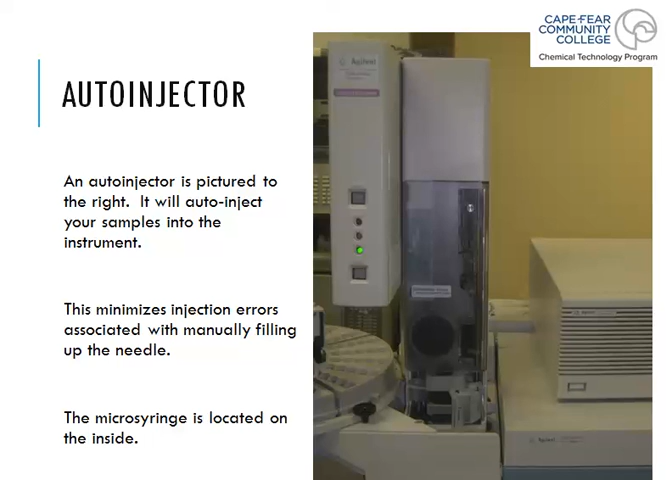 CAPE FEAR
COMMUNITY
COLLEGE
Chemical Technology Program
AUTOINJECTOR
An autoinjector is pictured to
the right.  It will auto-inject
your samples into the
instrument.
This minimizes injection errors
associated with manually filling
up the needle.
The microsyringe is located on
the inside.
Agilent
Agilent